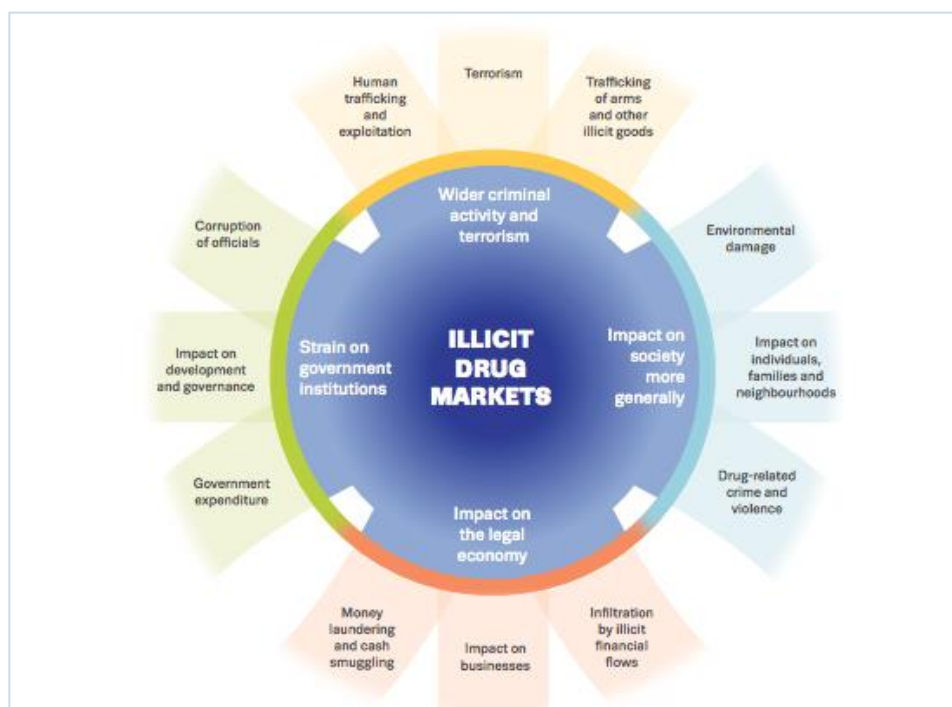 Terrorism
Human
trafficking
and
exploitation
Trafficking
of arms
and other
illicit goods
Wider criminal
activity and
terrorism
Corruption
of officials
Environmental
damage
Strain on
government
institutions
ILLICIT
DRUG
MARKETS
Impact on
society
more
generally
Impact on
development
and governance
Impact on
individuals,
families and
neighbourhoods
Government
expenditure
Drug-related
crime and
violence
Impact on
the legal
economy
Money
laundering
and cash
smuggling
Impact on
businesses
Infiltration
by illicit
financial
flows